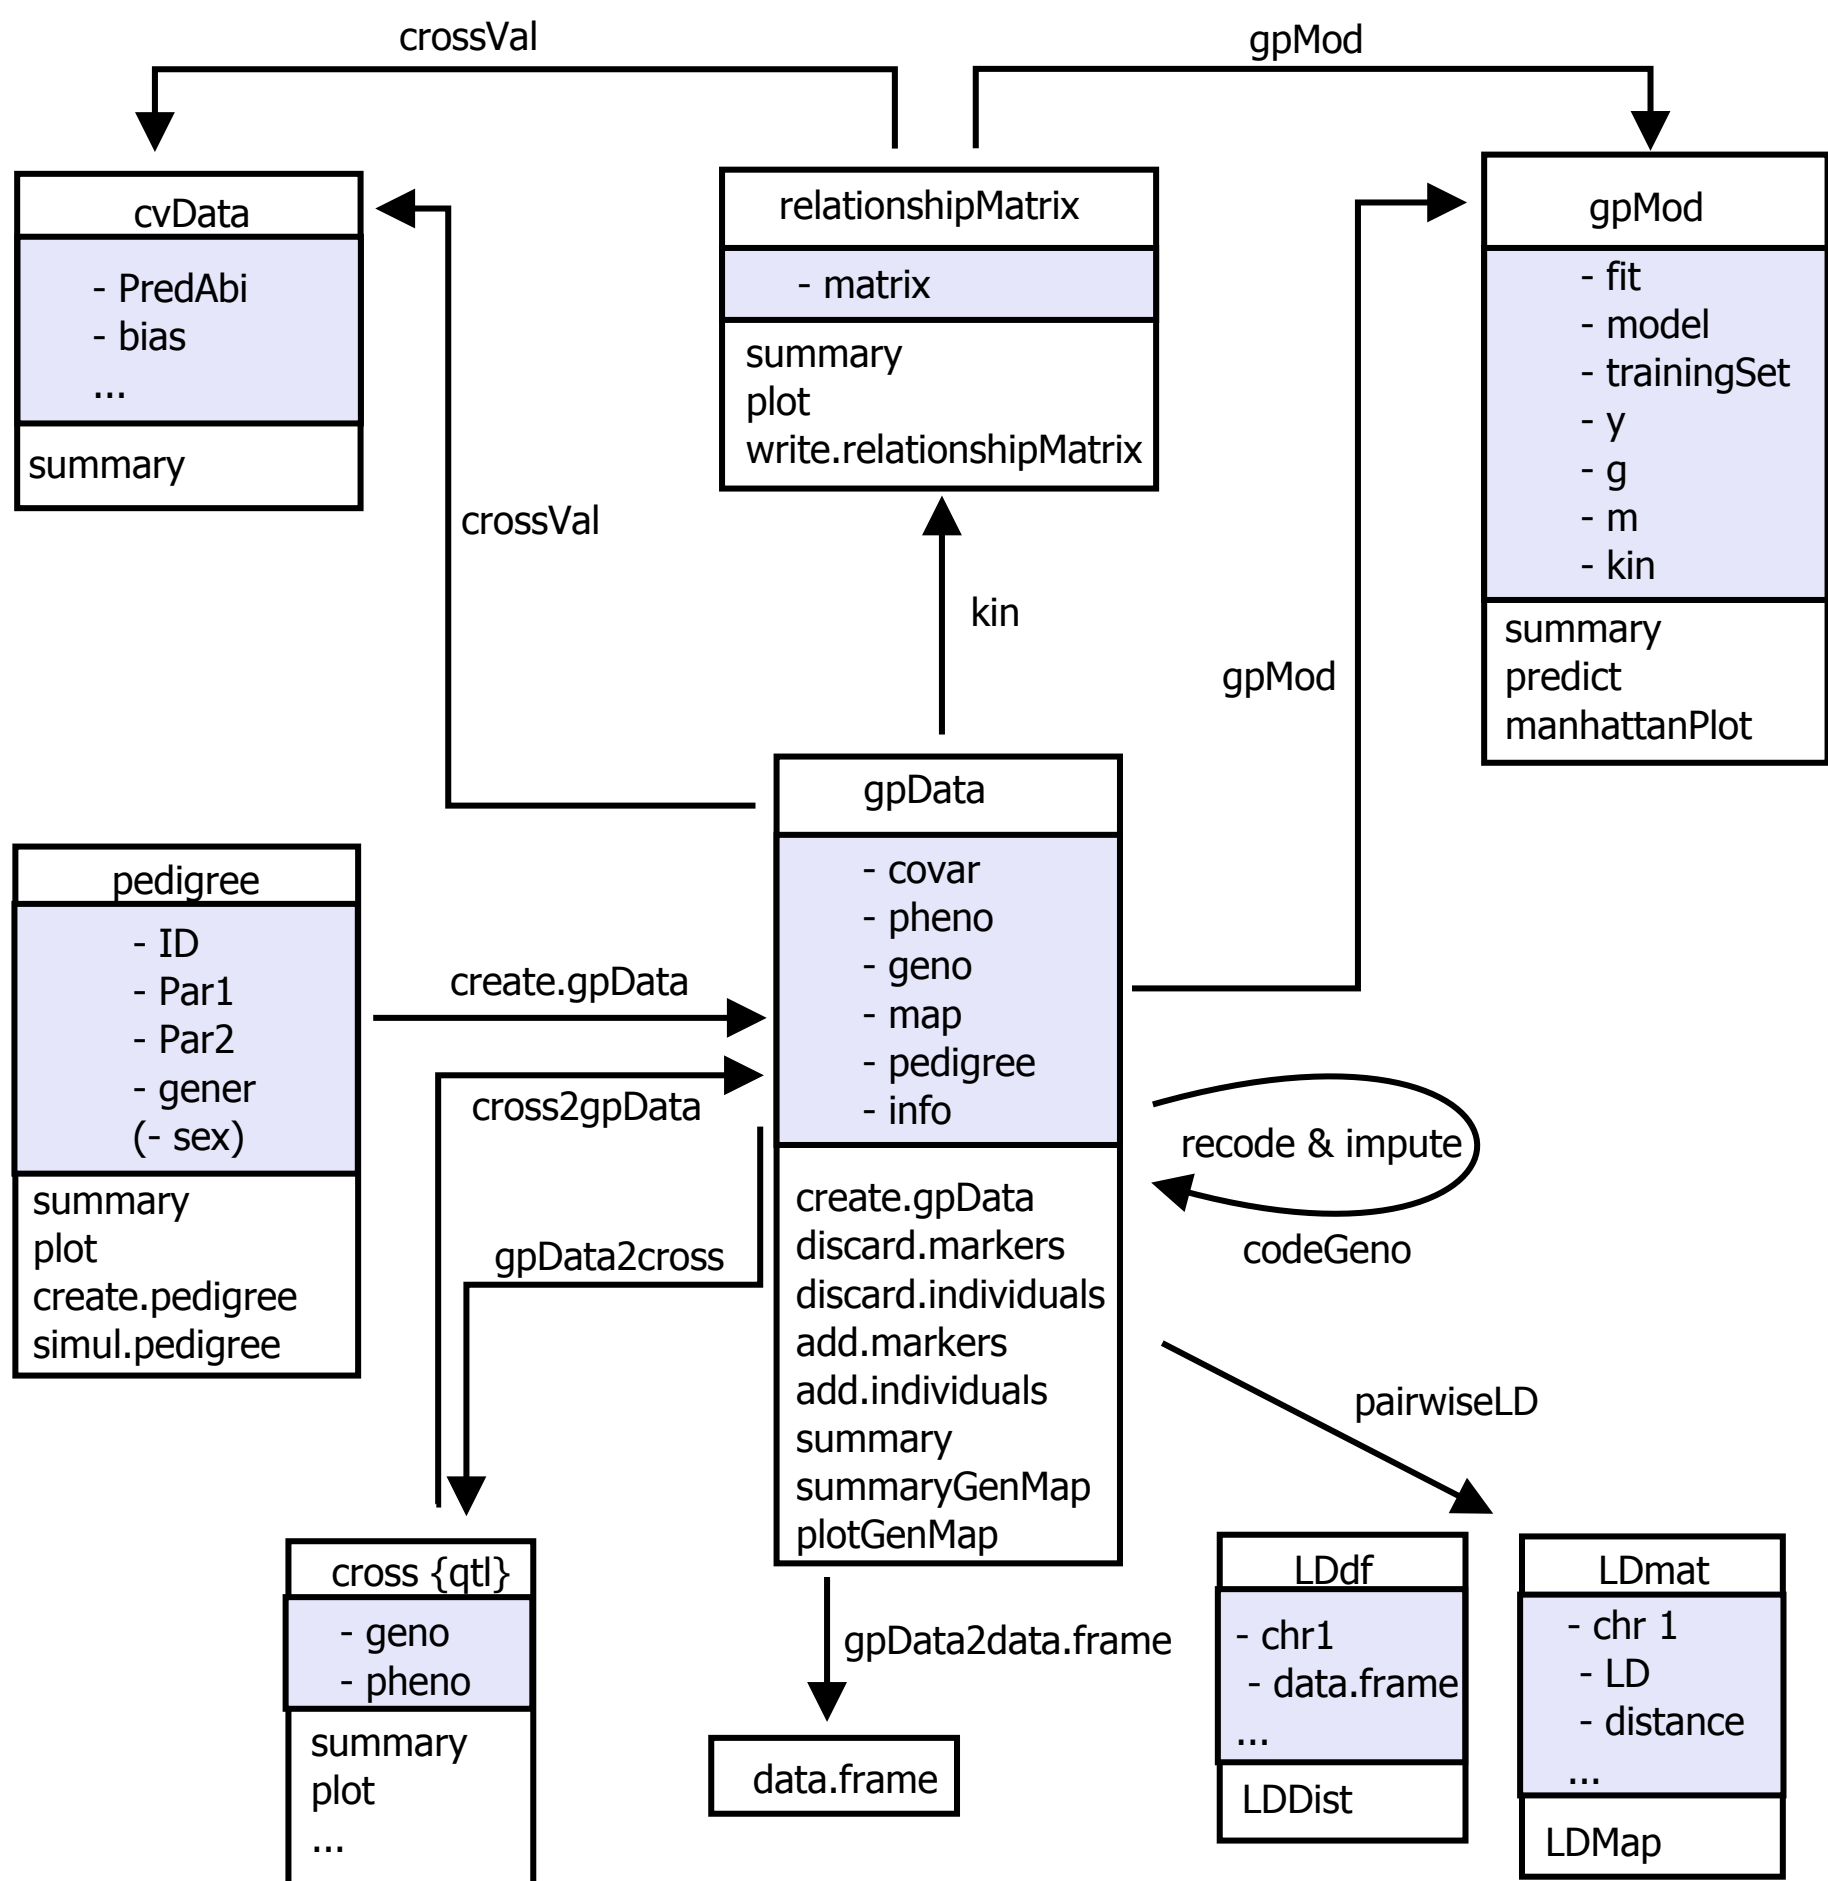 crossVal
gpMod
cvData
- PredAbi
- bias
...
summary
relationshipMatrix
- matrix
summary
plot
write.relationshipMatrix
gpMod
- fit
- model
- trainingSet
- y
- g
- m
- kin
summary
predict
manhattanPlot
crossVal
kin
gpMod
gpData
- covar
- pheno
- geno
- map
- pedigree
- info
create.gpData
discard.markers
discard.individuals
add.markers
add.individuals
summary
summaryGenMap
plotGenMap
pedigree
- ID
- Par1
- Par2
- gener
(- sex)
summary
plot
create.pedigree
simul.pedigree
create.gpData
cross2gpData
gpData2cross
recode & impute
codeGeno
pairwiseLD
cross {qtl}
- geno
- pheno
summary
plot
...
gpData2data.frame
data.frame
LDdf
- chr1
- data.frame
...
LDDist
LDmat
- chr 1
- LD
- distance
...
LDMap